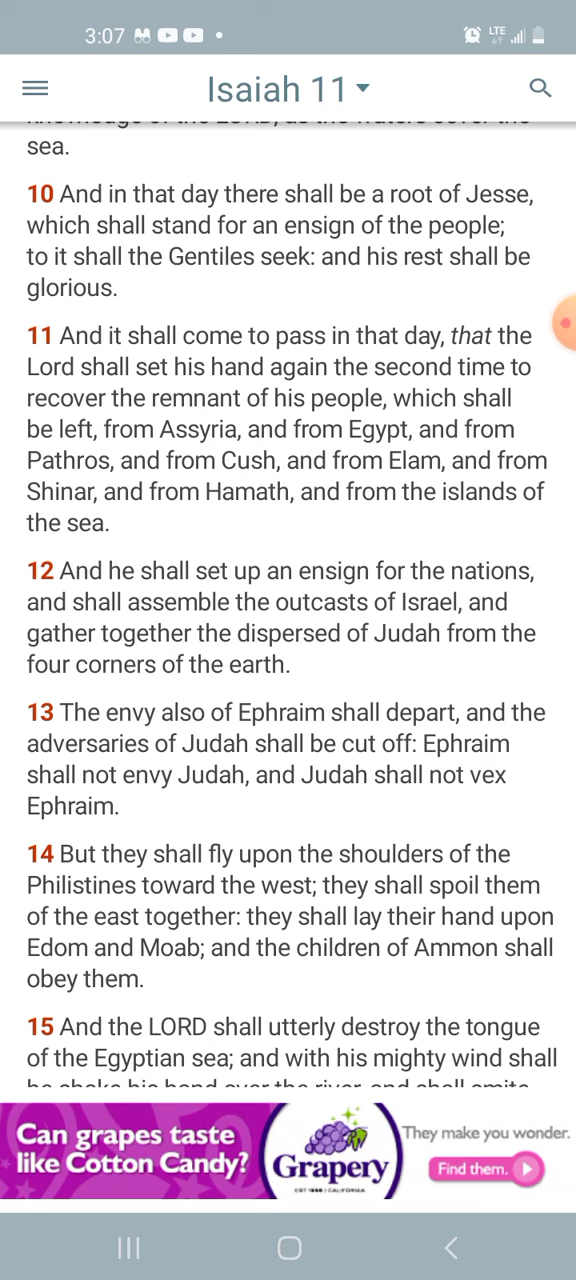 3:07
LTE
Isaiah 11
sea.
10 And in that day there shall be a root of Jesse,
which shall stand for an ensign of the people;
to it shall the Gentiles seek: and his rest shall be
glorious.
11 And it shall come to pass in that day, that the
Lord shall set his hand again the second time to
recover the remnant of his people, which shall
be left, from Assyria, and from Egypt, and from
Pathros, and from Cush, and from Elam, and from
Shinar, and from Hamath, and from the islands of
the sea.
12 And he shall set up an ensign for the nations,
and shall assemble the outcasts of Israel, and
gather together the dispersed of Judah from the
four corners of the earth.
13 The envy also of Ephraim shall depart, and the
adversaries of Judah shall be cut off: Ephraim
shall not envy Judah, and Judah shall not vex
Ephraim.
14 But they shall fly upon the shoulders of the
Philistines toward the west; they shall spoil them
of the east together: they shall lay their hand upon
Edom and Moab; and the children of Ammon shall
obey them.
15 And the LORD shall utterly destroy the tongue
of the Egyptian sea; and with his mighty wind shall
Can grapes taste
like Cotton Candy?
Grapery
EST 1996 | CALIFORNIA
They make you wonder.
Find them.